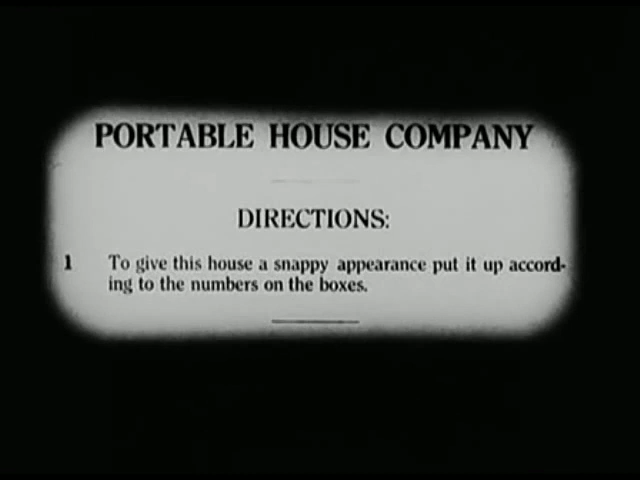 PORTABLE HOUSE COMPANY
DIRECTIONS:
1 To give this house a snappy appearance put it up accord-
ing to the numbers on the boxes.